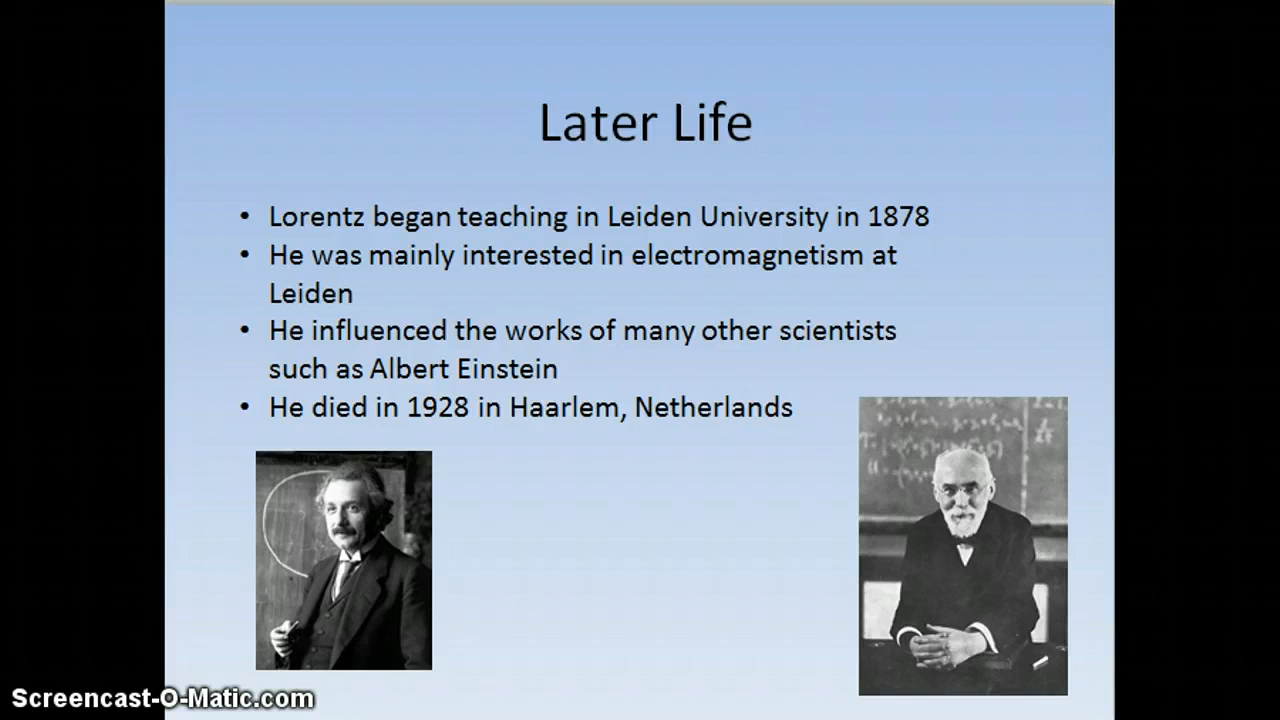 Later Life
• Lorentz began teaching in Leiden University in 1878
• He was mainly interested in electromagnetism at
Leiden
• He influenced the works of many other scientists
such as Albert Einstein
• He died in 1928 in Haarlem, Netherlands
Screencast-O-Matic.com